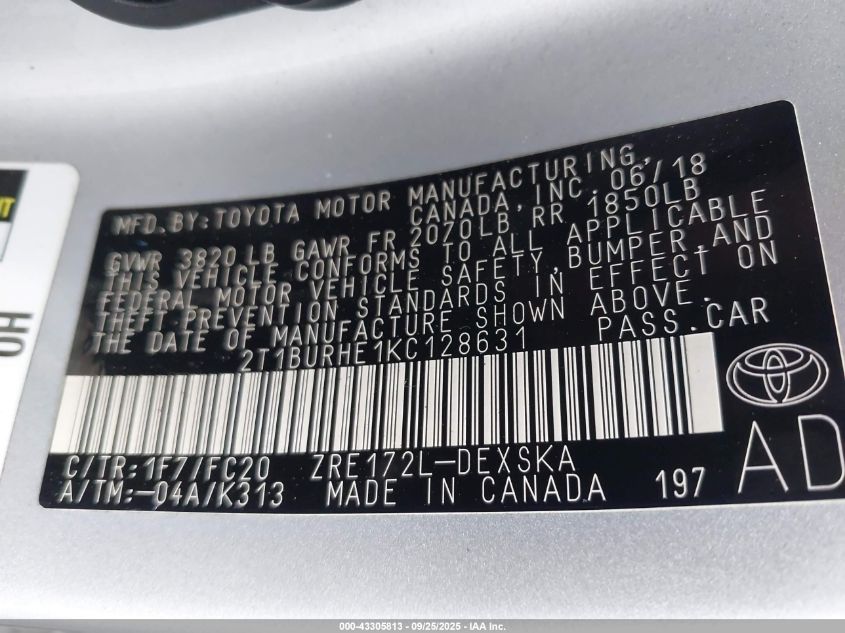 MFD. BY: TOYOTA MOTOR MANUFACTURING,
CANADA, INC. 06/18
GVWR 3820 LB GAWR FR 2070LB RR 1850LB
THIS VEHICLE CONFORMS TO ALL APPLICABLE
FEDERAL MOTOR VEHICLE SAFETY, BUMPER, AND
THEFT PREVENTION STANDARDS IN EFFECT ON
THE DATE OF MANUFACTURE SHOWN ABOVE.
2T1BURHE1KC128631 PASS. CAR
C/TR: 1F7/FC20 ZRE172L-DEXSKA
A/TM: -04A/K313 MADE IN CANADA 197
AD
000-43305813 - 09/25/2025 - IAA Inc.